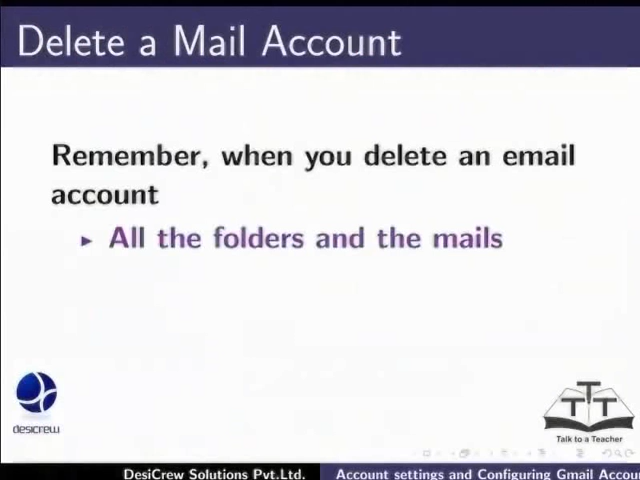 Delete a Mail Account
Remember, when you delete an email
account
All the folders and the mails
desicrew
TTT
Talk to a Teacher
DesiCrew Solutions Pvt.Ltd.
Account settings and Configuring Gmail Accou